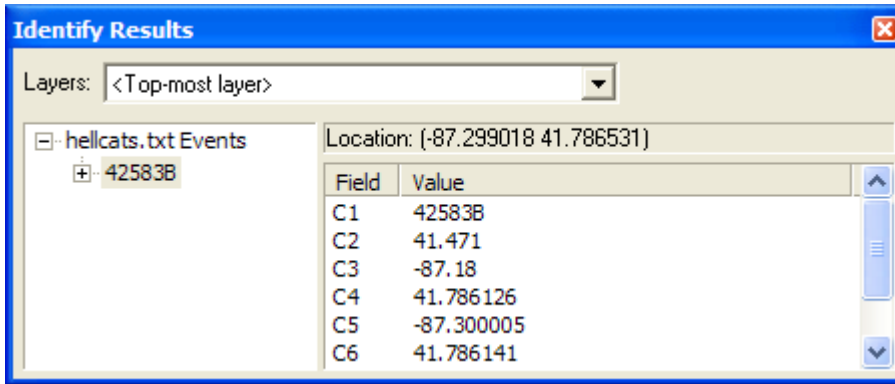 Identify Results
Layers: <Top-most layer>
hellcats.txt Events
42583B
Location: (-87.299018 41.786531)
Field Value
C1 42583B
C2 41.471
C3 -87.18
C4 41.786126
C5 -87.300005
C6 41.786141